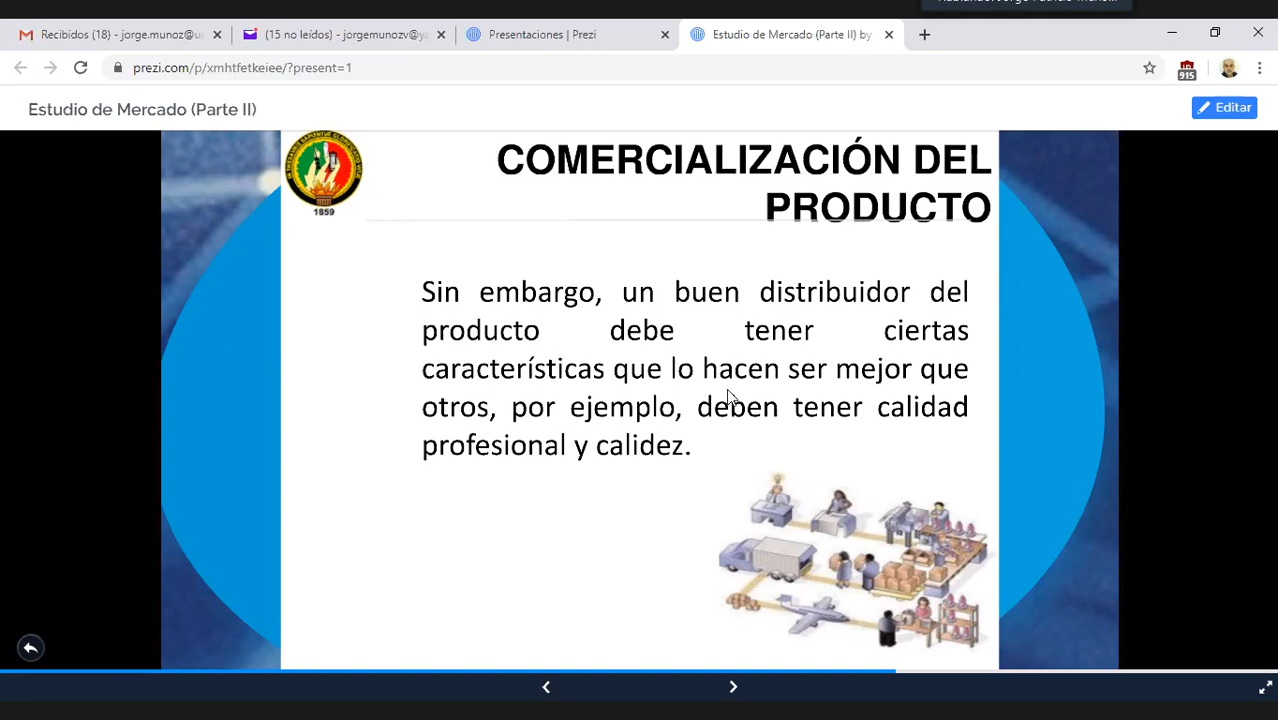 Recibidos (18) - jorge.munoz@u
(15 no leídos) - jorgemunozv@y
Presentaciones | Prezi
Estudio de Mercado (Parte II) by
prezi.com/p/xmhtfetkeiee/?present=1
915
Estudio de Mercado (Parte II)
Editar
1859
COMERCIALIZACIÓN DEL
PRODUCTO
Sin embargo, un buen distribuidor del
producto debe tener ciertas
características que lo hacen ser mejor que
otros, por ejemplo, deben tener calidad
profesional y calidez.